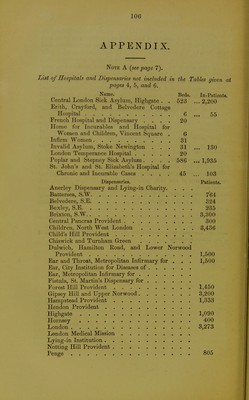 106
APPENDIX.
NOTE A (see page 7).
List of Hospitals and Dispensaries not included in the Tables given at
pages 4, 5, and 6.
Name. Beds. In-Patients.
Central London Sick Asylum, Highgate . . 523 ... 2,200
Erith, Crayford, and Belvedere Cottage
Hospital . . . . . . . . . . 6 ... 55
French Hospital and Dispensary . . . . 20
Home for Incurables and Hospital for
Women and Children, Vincent Square . 6
Infirm Women . . . . . . . . . 31
Invalid Asylum, Stoke Newington . . . 31 ... 130
London Temperance Hospital . . . . . 20
Poplar and Stepney Sick Asylum . . . . 586 ... 1,935
St. John's and St. Elizabeth's Hospital for
Chronic and Incurable Cases . . . . 45 ... 103
Dispensaries. Patients.
Anerley Dispensary and Lying-in Charity.
Battersea, S.W. . . . . . . . . . . 764
Belvedere, S.E. . . . . . . . . . . 324
Bexley, S.E. . . . . . . . . . . 255
Brixton, S.W. . . . . . . . . . . 3,300
Central Pancras Provident . . . . . . . 500
Children, North West London . . . . . . 3,456
Child's Hill Provident . . . . . . . .
Chiswick and Turnham Green . . . . . .
Dulwich, Hamilton Road, and Lower Norwood
Provident . . . . . . . . . . . 1,500
Ear and Throat, Metropolitan Infirmary for . . 1,500
Ear, City Institution for Diseases of . . . . .
Ear, Metropolitan Infirmary for . . . . . .
Fistula, St. Martin's Dispensary for . . . . .
Forest Hill Provident . . . . . . . . 1,450
Gipsey Hill and Upper Norwood . . . . . 3,200
Hampstead Provident . . . . . . . . 1,333
Hendon Provident . . . . . . . . .
Highgate . . . . . . . . . . . 1,090
Hornsey . . . . . . . . . . . 400
London . . . . . . . . . . . 3,273
London Medical Mission . . . . . . .
Lying-in Institution . . . . . . . . .
Notting Hill Provident . . . . . . . .
Penge . . . . . . . . . . . . 805